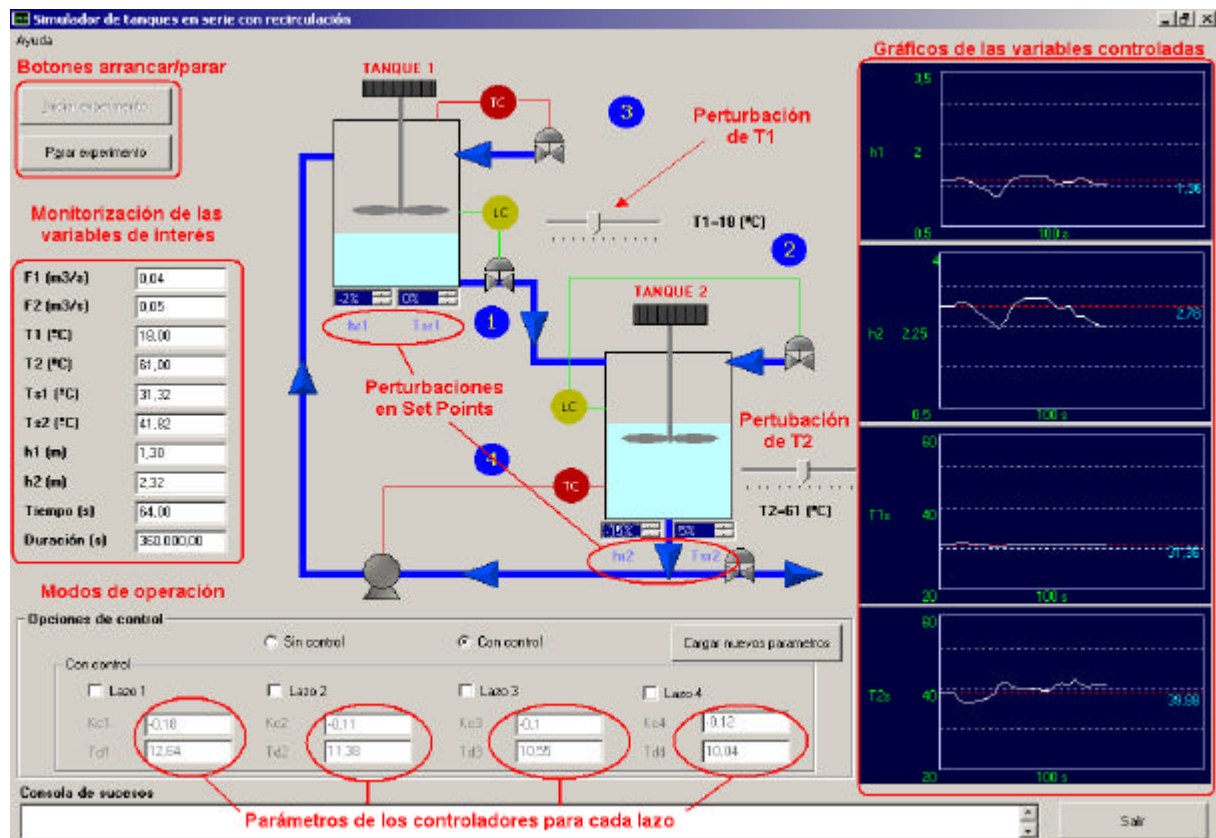 Simulador de tanques en serie con recirculación
Ayuda
Botones arrancar/parar
Iniciar experimento
Parar experimento
Monitorización de las
variables de interés
F1 (m3/s) 0,04
F2 (m3/s) 0,05
T1 (ºC) 18,00
T2 (ºC) 61,00
Ts1 (ºC) 31,32
Ts2 (ºC) 41,82
h1 (m) 1,30
h2 (m) 2,32
Tiempo (s) 64,00
Duración (s) 360.000,00
TANQUE 1
TC
3
Perturbación
de T1
LC
T1=18 (ºC)
2
-2% 0%
hs1 Tsr1
1
TANQUE 2
Perturbaciones
en Set Points
LC
Pertubación
de T2
4
TC
T2=61 (ºC)
-15% 5%
hs2 Tsr2
Gráficos de las variables controladas
3,5
h1 2
1,36
0.5 100 s
4
h2 2,25
2,78
0.5 100 s
60
T1s 40
31,36
20 100 s
60
T2s 40
39,88
20 100 s
Modos de operación
Opciones de control
Sin control
Con control
Cargar nuevos parametros
Con control
Lazo 1
Lazo 2
Lazo 3
Lazo 4
Kc1 -0,18
Kc2 -0,11
Kc3 -0,1
Kc4 -0,12
Td1 12,64
Td2 11,38
Td3 10,55
Td4 10,04
Consola de sucesos
Parámetros de los controladores para cada lazo
Salir